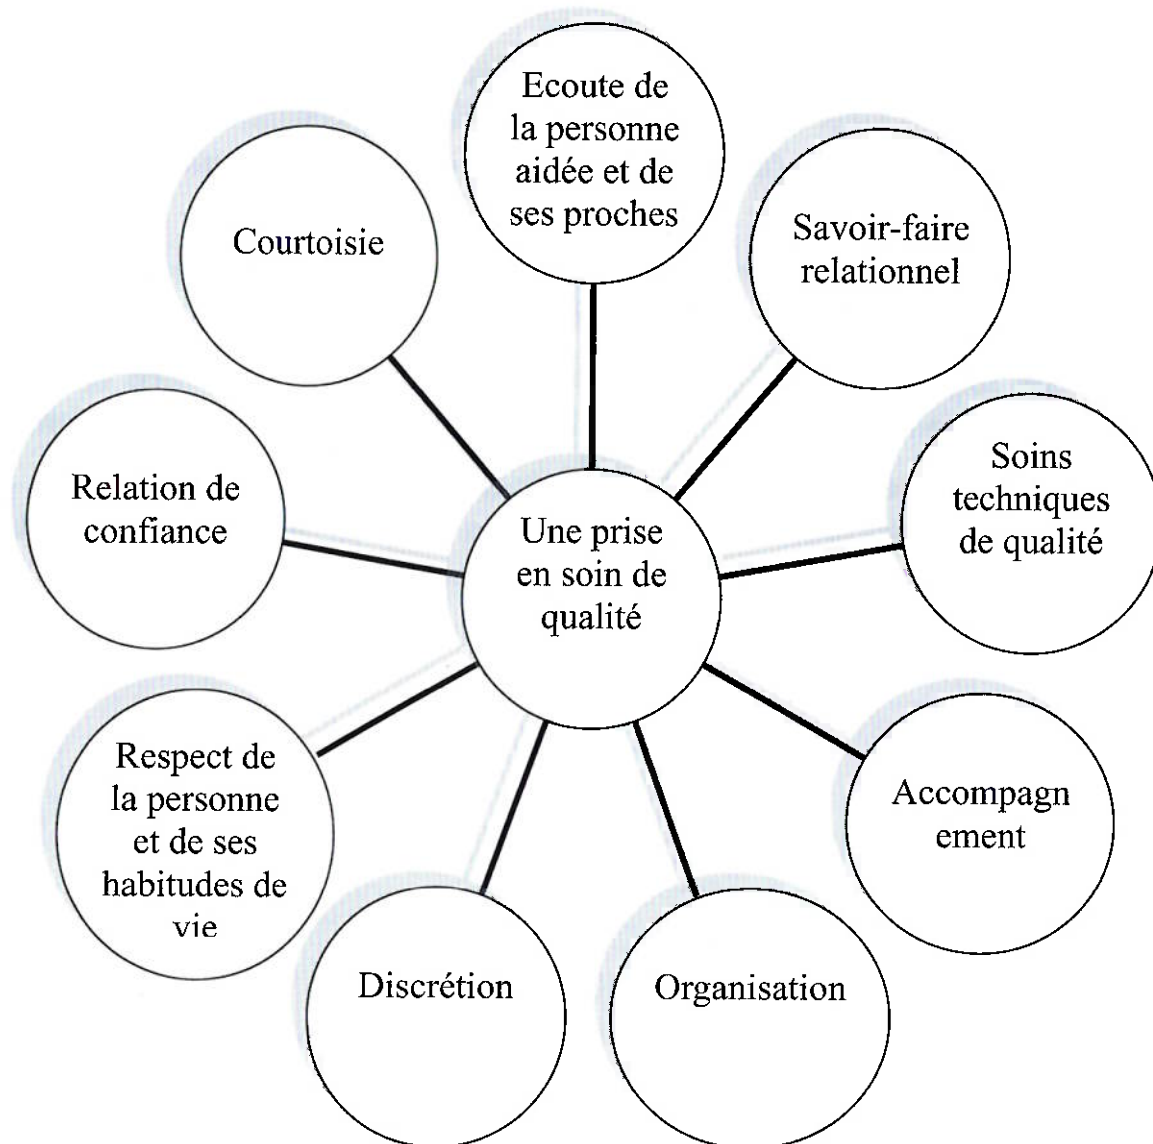 Ecoute de
la personne
aidée et de
ses proches
Savoir-faire
relationnel
Soins
techniques
de qualité
Accompagn
ement
Organisation
Discrétion
Respect de
la personne
et de ses
habitudes de
vie
Relation de
confiance
Courtoisie
Une prise
en soin de
qualité